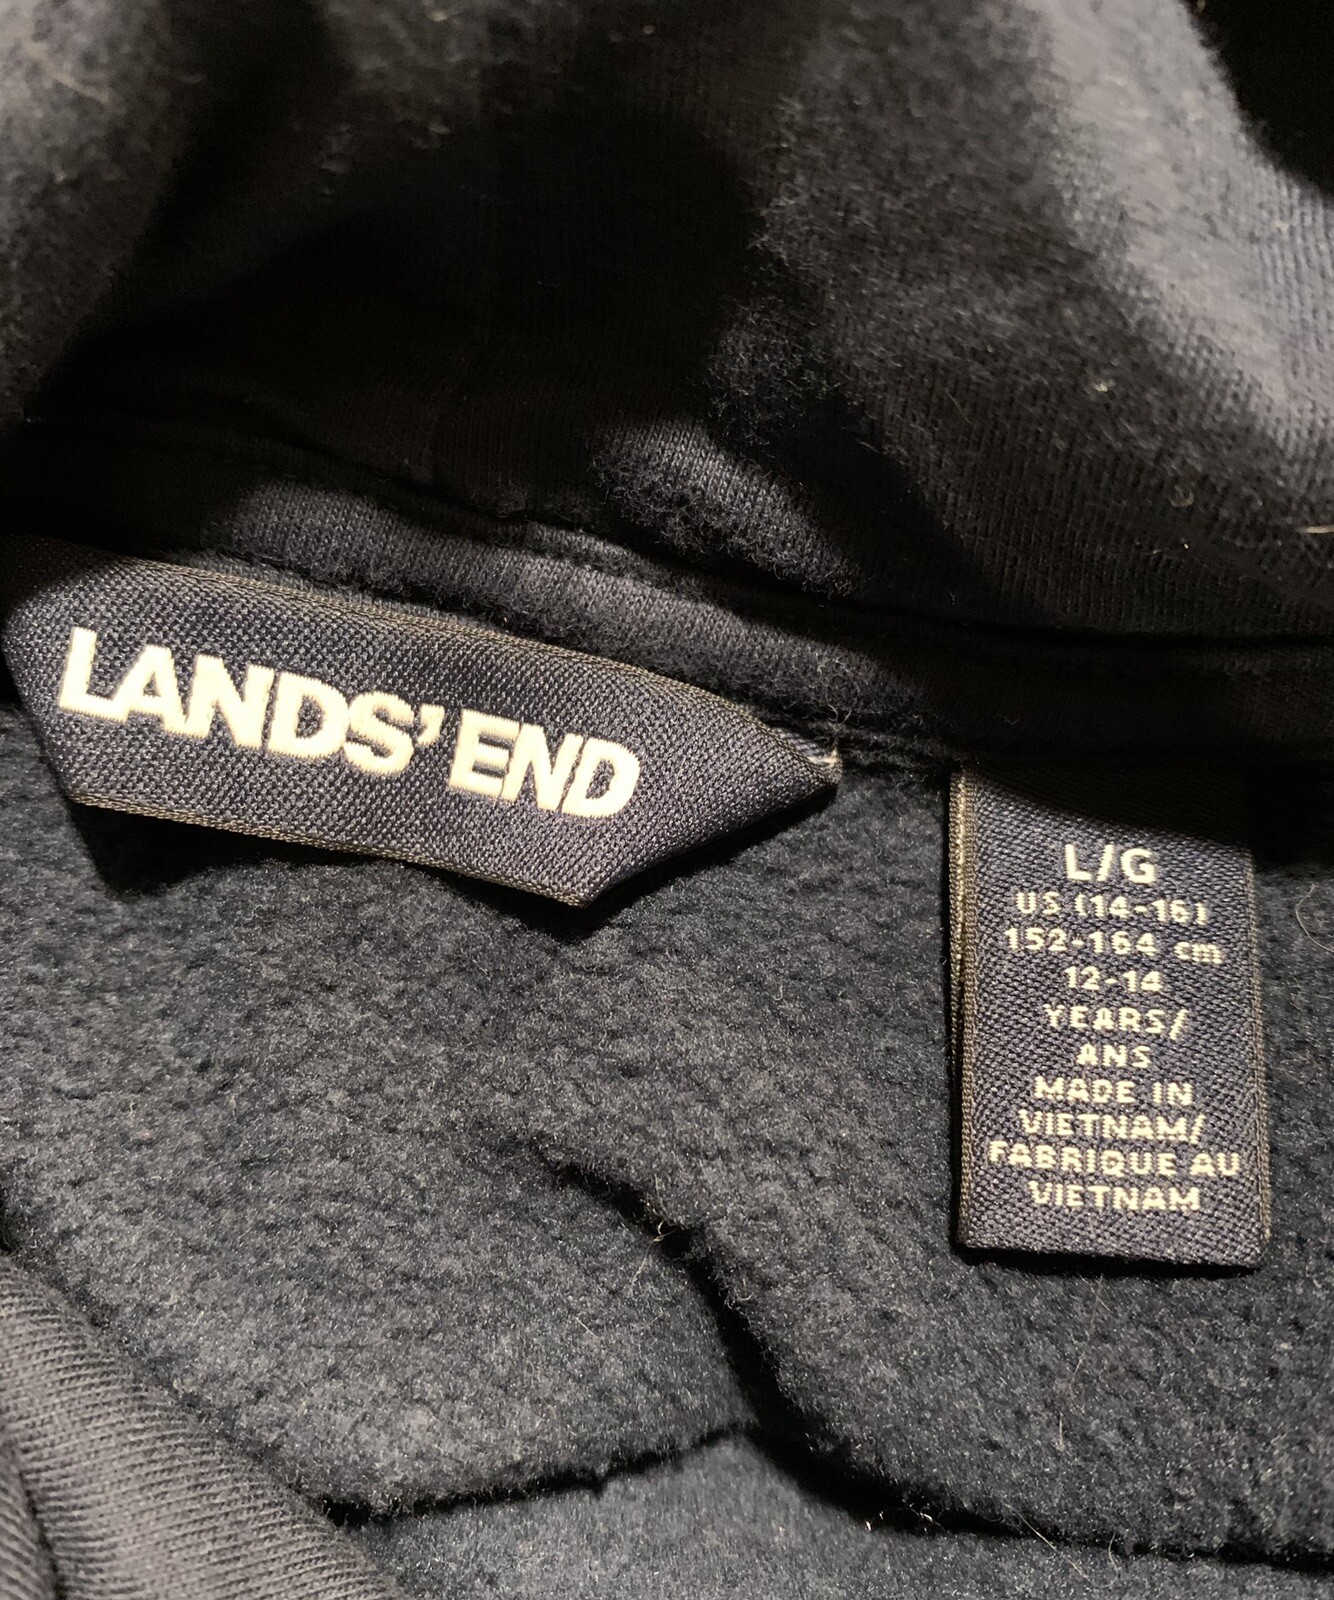 LANDS' END
L/G
US (14-16)
152-164 cm
12-14
YEARS/
ANS
MADE IN
VIETNAM/
FABRIQUE AU
VIETNAM